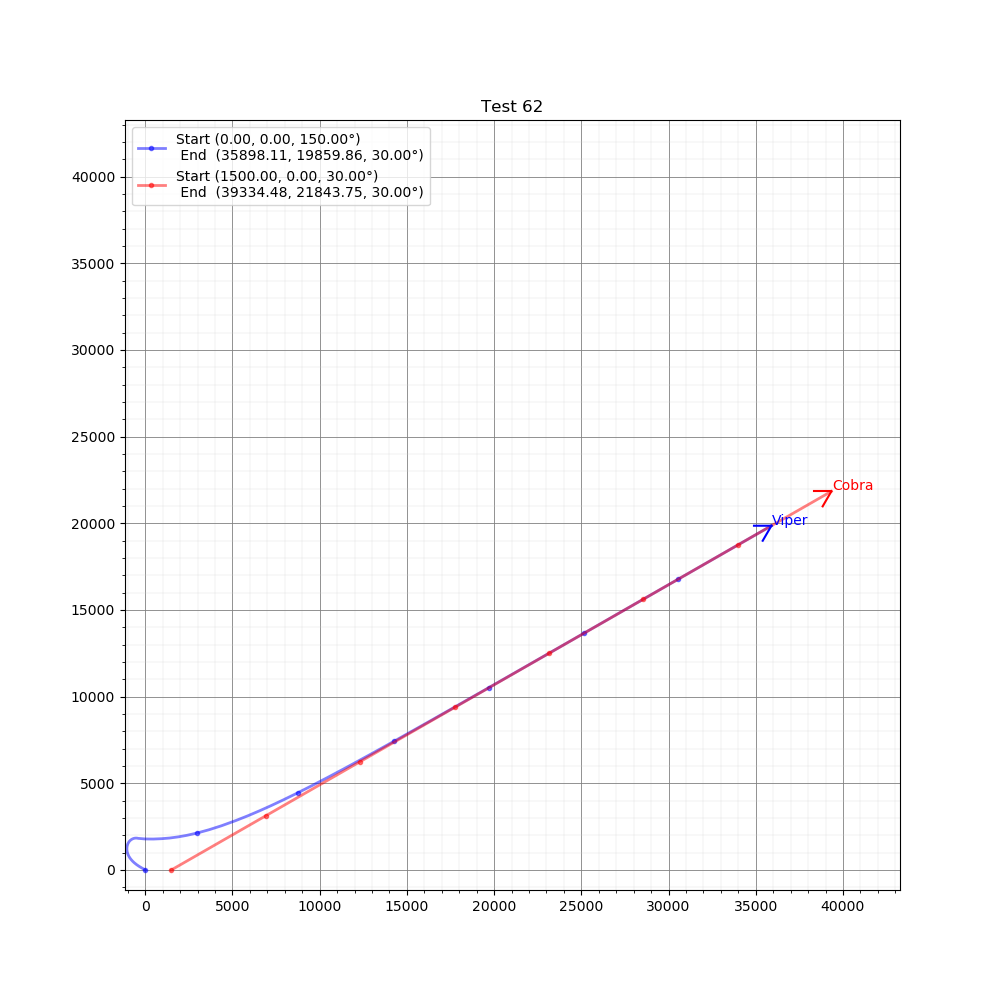 Test 62
Start (0.00, 0.00, 150.00°)
End  (35898.11, 19859.86, 30.00°)
Start (1500.00, 0.00, 30.00°)
End  (39334.48, 21843.75, 30.00°)
40000
35000
30000
25000
20000
15000
10000
5000
0
Cobra
Viper
0 5000 10000 15000 20000 25000 30000 35000 40000